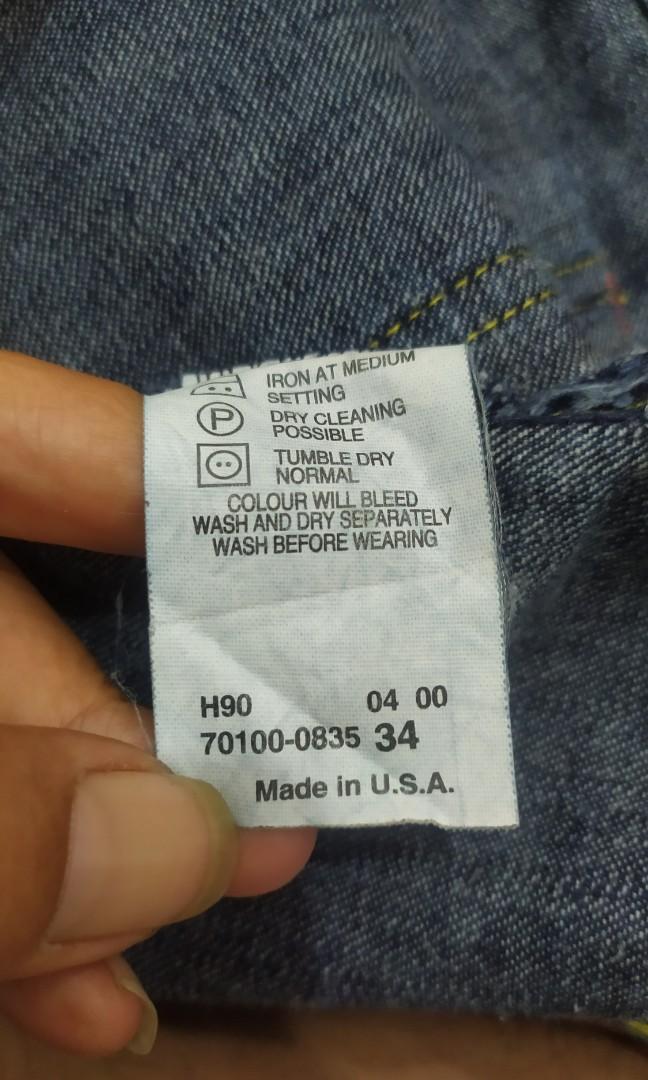 IRON AT MEDIUM
SETTING
P DRY CLEANING
POSSIBLE
TUMBLE DRY
NORMAL
COLOUR WILL BLEED
WASH AND DRY SEPARATELY
WASH BEFORE WEARING
H90 04 00
70100-0835 34
Made in U.S.A.